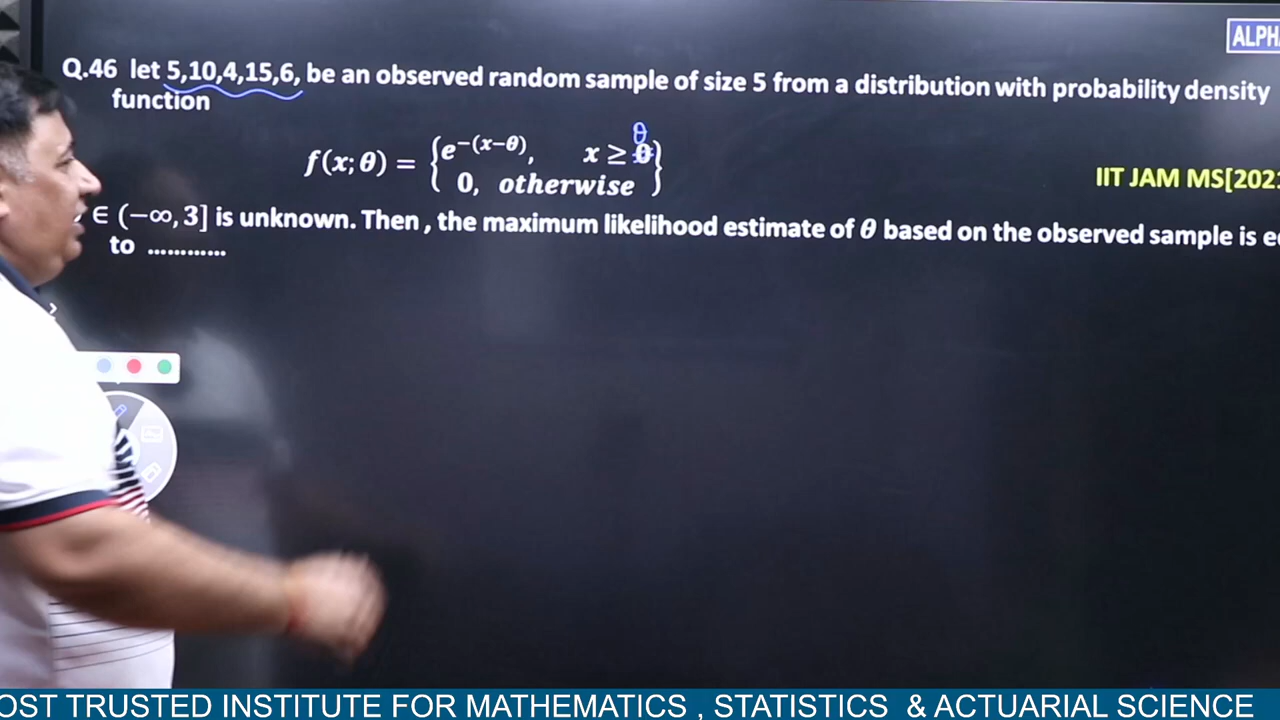 ALPHA
Q.46 let 5,10,4,15,6, be an observed random sample of size 5 from a distribution with probability density
function
θ
f(x;θ) = {e^{-(x-θ)}, x ≥ θ
0, otherwise }
IIT JAM MS[2021
∈ (-∞, 3] is unknown. Then , the maximum likelihood estimate of θ based on the observed sample is
to ............
OST TRUSTED INSTITUTE FOR MATHEMATICS , STATISTICS & ACTUARIAL SCIENCE